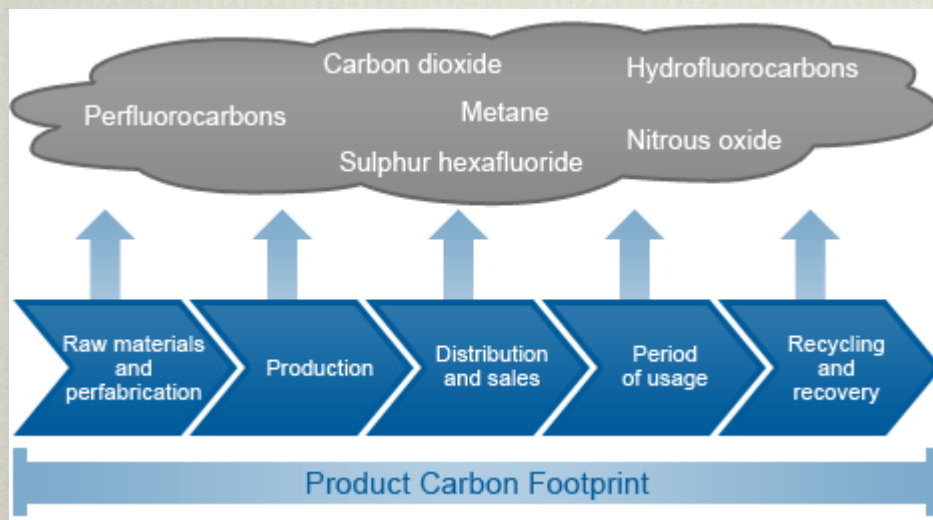 Carbon dioxide
Hydrofluorocarbons
Perfluorocarbons
Metane
Nitrous oxide
Sulphur hexafluoride
Raw materials
and
perfabrication
Production
Distribution
and sales
Period
of usage
Recycling
and
recovery
Product Carbon Footprint